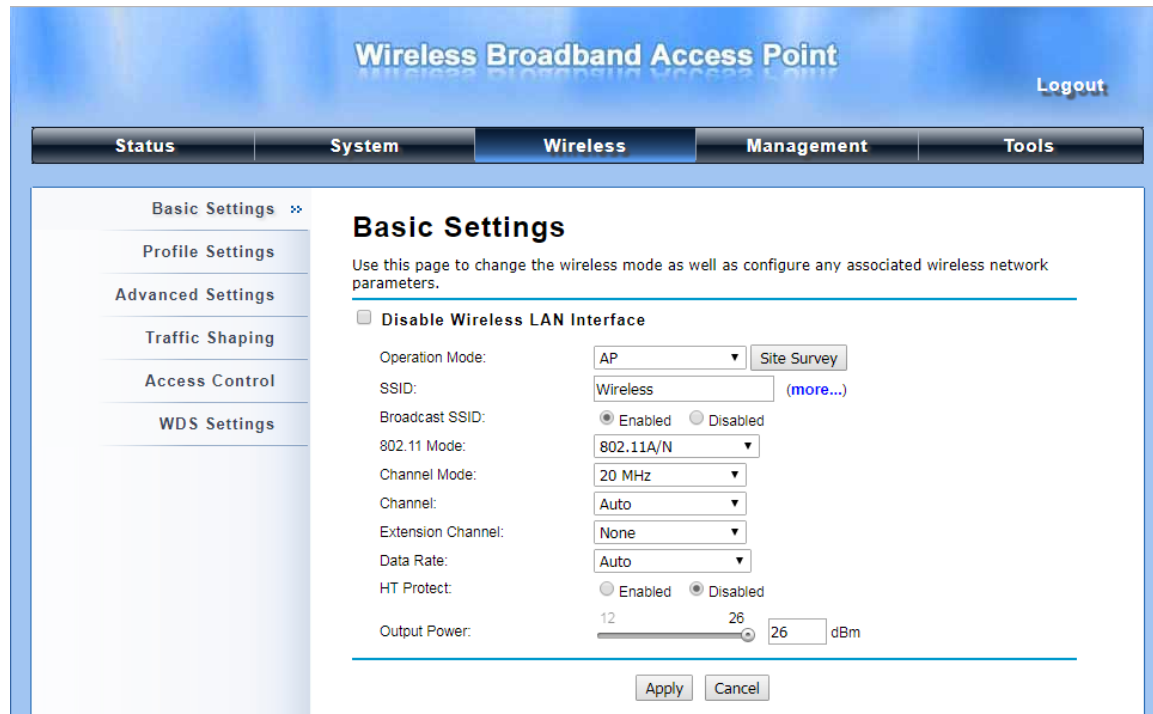 Wireless Broadband Access Point
Logout
Status System Wireless Management Tools
Basic Settings »
Profile Settings
Advanced Settings
Traffic Shaping
Access Control
WDS Settings
Basic Settings
Use this page to change the wireless mode as well as configure any associated wireless network
parameters.
Disable Wireless LAN Interface
Operation Mode: AP Site Survey
SSID: Wireless (more...)
Broadcast SSID: Enabled Disabled
802.11 Mode: 802.11A/N
Channel Mode: 20 MHz
Channel: Auto
Extension Channel: None
Data Rate: Auto
HT Protect: Enabled Disabled
12 26
Output Power: 26 dBm
Apply Cancel